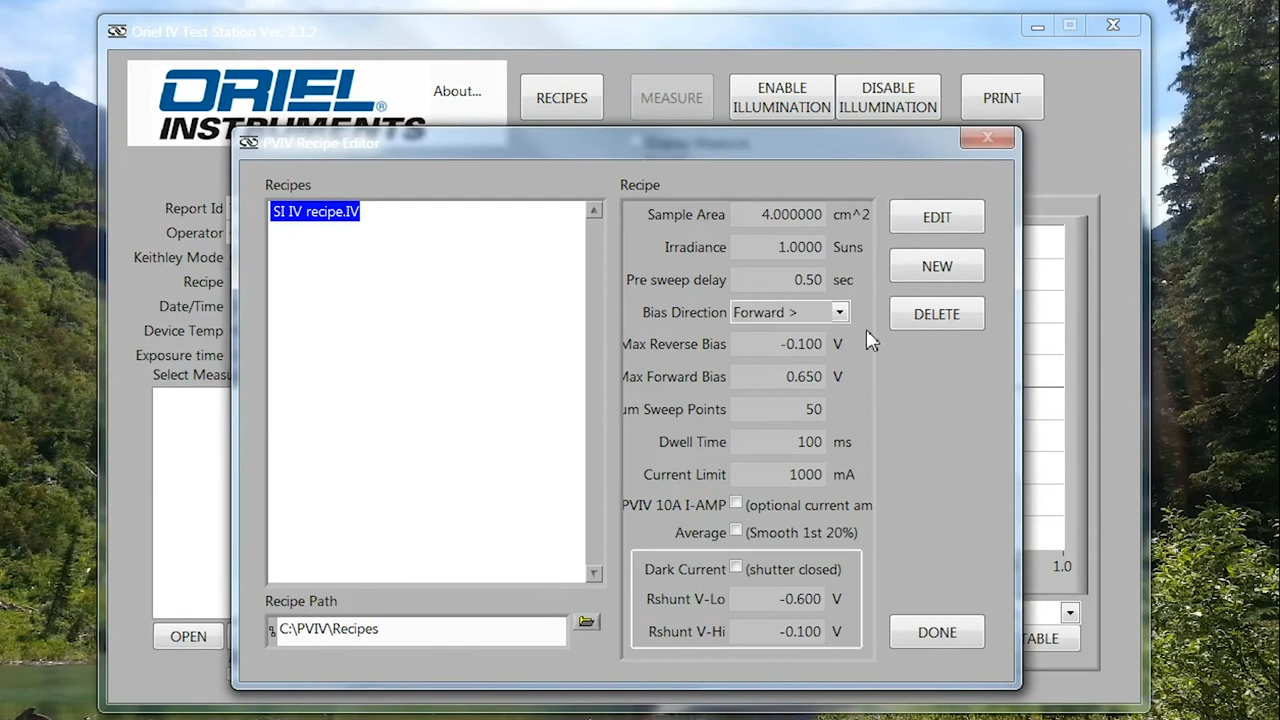 Oriel IV Test Station Ver. 2.1.2
ORIEL®
INSTRUMENTS
About...
RECIPES
MEASURE
ENABLE
ILLUMINATION
DISABLE
ILLUMINATION
PRINT
PVIV Recipe Editor
Report Id
Operator
Keithley Mode
Recipe
Date/Time
Device Temp
Exposure time
Select Measu
OPEN
Recipes
SI IV recipe.IV
Recipe Path
C:\PVIV\Recipes
Recipe
Sample Area 4.000000 cm^2
Irradiance 1.0000 Suns
Pre sweep delay 0.50 sec
Bias Direction Forward >
Max Reverse Bias -0.100 V
Max Forward Bias 0.650 V
um Sweep Points 50
Dwell Time 100 ms
Current Limit 1000 mA
PVIV 10A I-AMP (optional current am
Average (Smooth 1st 20%)
Dark Current (shutter closed)
Rshunt V-Lo -0.600 V
Rshunt V-Hi -0.100 V
EDIT
NEW
DELETE
DONE
1.0
TABLE